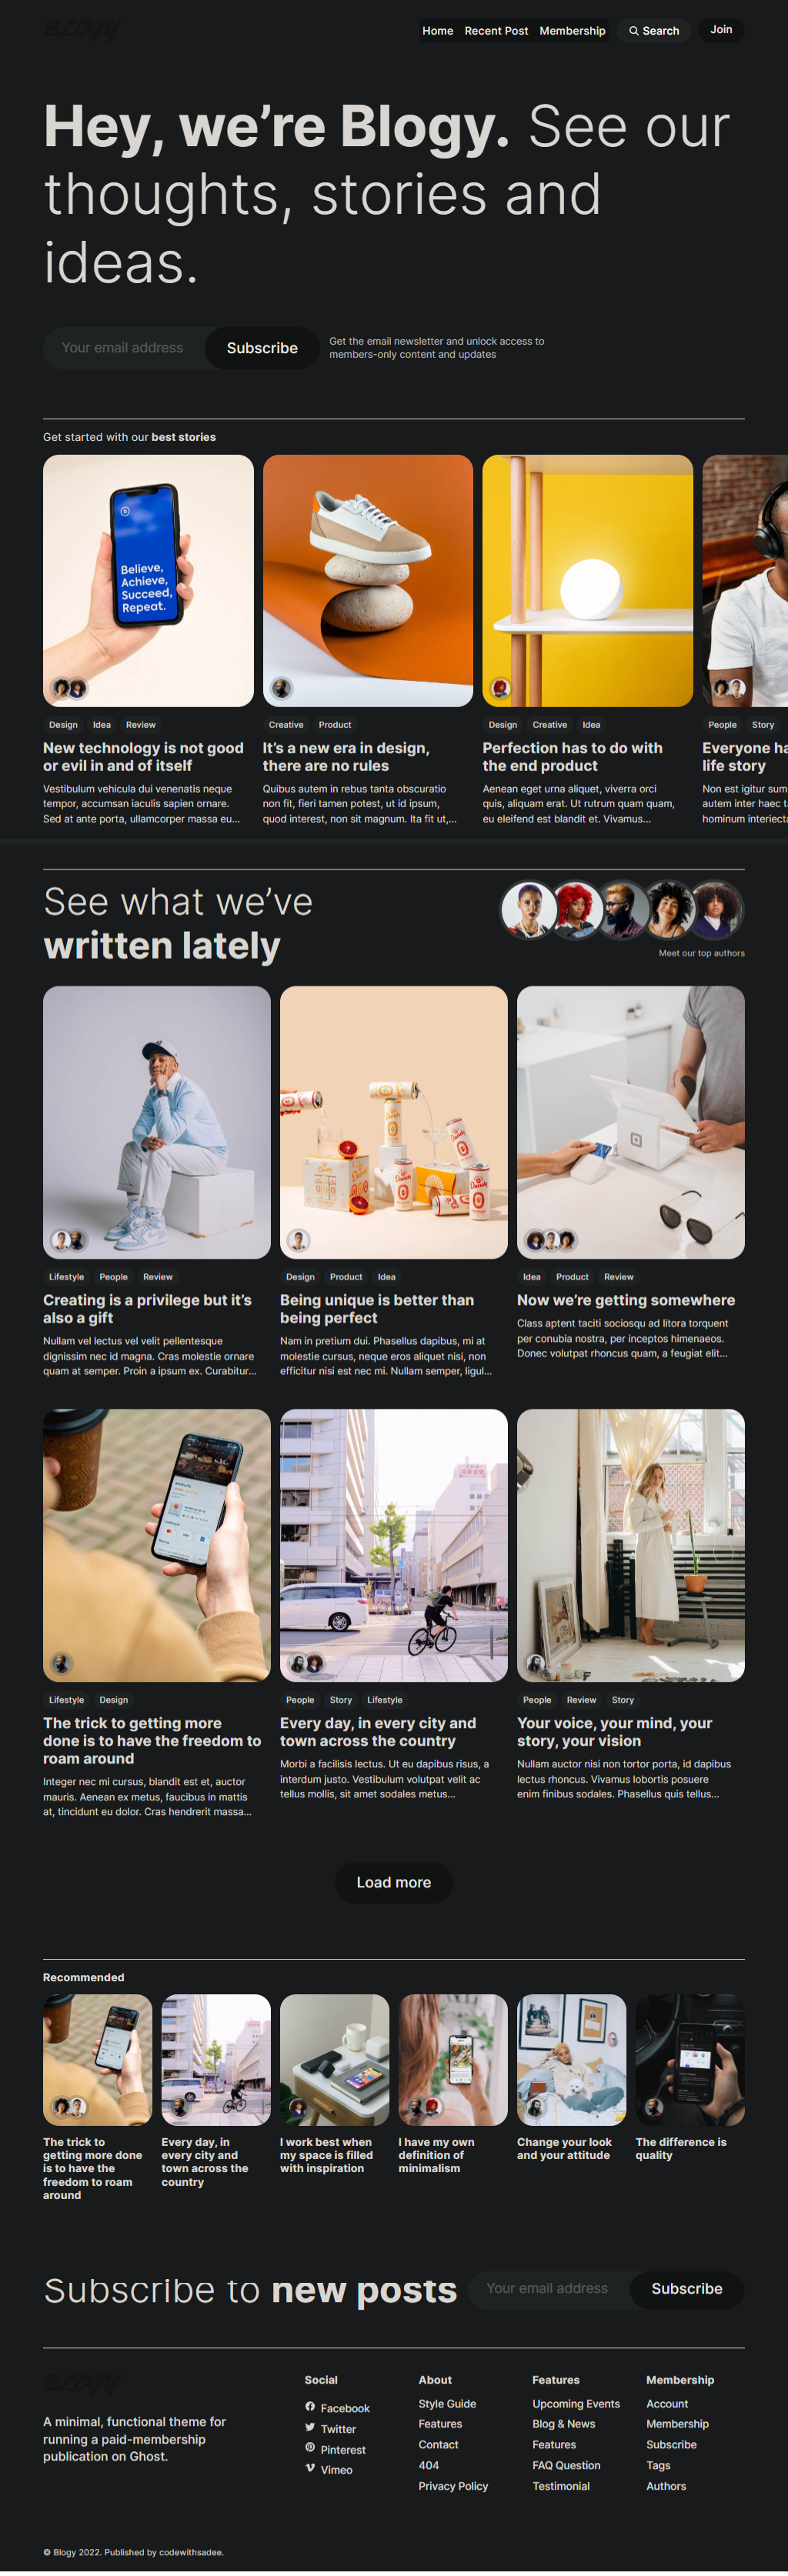 BLOGY
Home Recent Post Membership Search Join
Hey, we’re Blogy. See our
thoughts, stories and
ideas.
Your email address Subscribe
Get the email newsletter and unlock access to
members-only content and updates
Get started with our best stories
Believe,
Achieve,
Succeed,
Repeat.
Design Idea Review
New technology is not good
or evil in and of itself
Vestibulum vehicula dui venenatis neque
tempor, accumsan iaculis sapien ornare.
Sed at ante porta, ullamcorper massa eu...
Creative Product
It’s a new era in design,
there are no rules
Quibus autem in rebus tanta obscuratio
non fit, fieri tamen potest, ut id ipsum,
quod interest, non sit magnum. Ita fit ut,...
Design Creative Idea
Perfection has to do with
the end product
Aenean eget urna aliquet, viverra orci
quis, aliquam erat. Ut rutrum quam quam,
eu eleifend est blandit et. Vivamus...
People Story
Everyone ha
life story
Non est igitur sum
autem inter haec t
hominum interiect
See what we’ve
written lately
Meet our top authors
Lifestyle People Review
Creating is a privilege but it’s
also a gift
Nullam vel lectus vel velit pellentesque
dignissim nec id magna. Cras molestie ornare
quam at semper. Proin a ipsum ex. Curabitur...
Dandy
Dandy
Dandy
Design Product Idea
Being unique is better than
being perfect
Nam in pretium dui. Phasellus dapibus, mi at
molestie cursus, neque eros aliquet nisi, non
efficitur nisi est nec mi. Nullam semper, ligul...
Idea Product Review
Now we’re getting somewhere
Class aptent taciti sociosqu ad litora torquent
per conubia nostra, per inceptos himenaeos.
Donec volutpat rhoncus quam, a feugiat elit...
Lifestyle Design
The trick to getting more
done is to have the freedom to
roam around
Integer nec mi cursus, blandit est et, auctor
mauris. Aenean ex metus, faucibus in mattis
at, tincidunt eu dolor. Cras hendrerit massa...
People Story Lifestyle
Every day, in every city and
town across the country
Morbi a facilisis lectus. Ut eu dapibus risus, a
interdum justo. Vestibulum volutpat velit ac
tellus mollis, sit amet sodales metus...
People Review Story
Your voice, your mind, your
story, your vision
Nullam auctor nisi non tortor porta, id dapibus
lectus rhoncus. Vivamus lobortis posuere
enim finibus sodales. Phasellus quis tellus...
Load more
Recommended
The trick to
getting more done
is to have the
freedom to roam
around
Every day, in
every city and
town across the
country
I work best when
my space is filled
with inspiration
I have my own
definition of
minimalism
Change your look
and your attitude
The difference is
quality
Subscribe to new posts
Your email address Subscribe
BLOGY
A minimal, functional theme for
running a paid-membership
publication on Ghost.
Social
Facebook
Twitter
Pinterest
Vimeo
About
Style Guide
Features
Contact
404
Privacy Policy
Features
Upcoming Events
Blog & News
Features
FAQ Question
Testimonial
Membership
Account
Membership
Subscribe
Tags
Authors
© Blogy 2022. Published by codewithsadee.